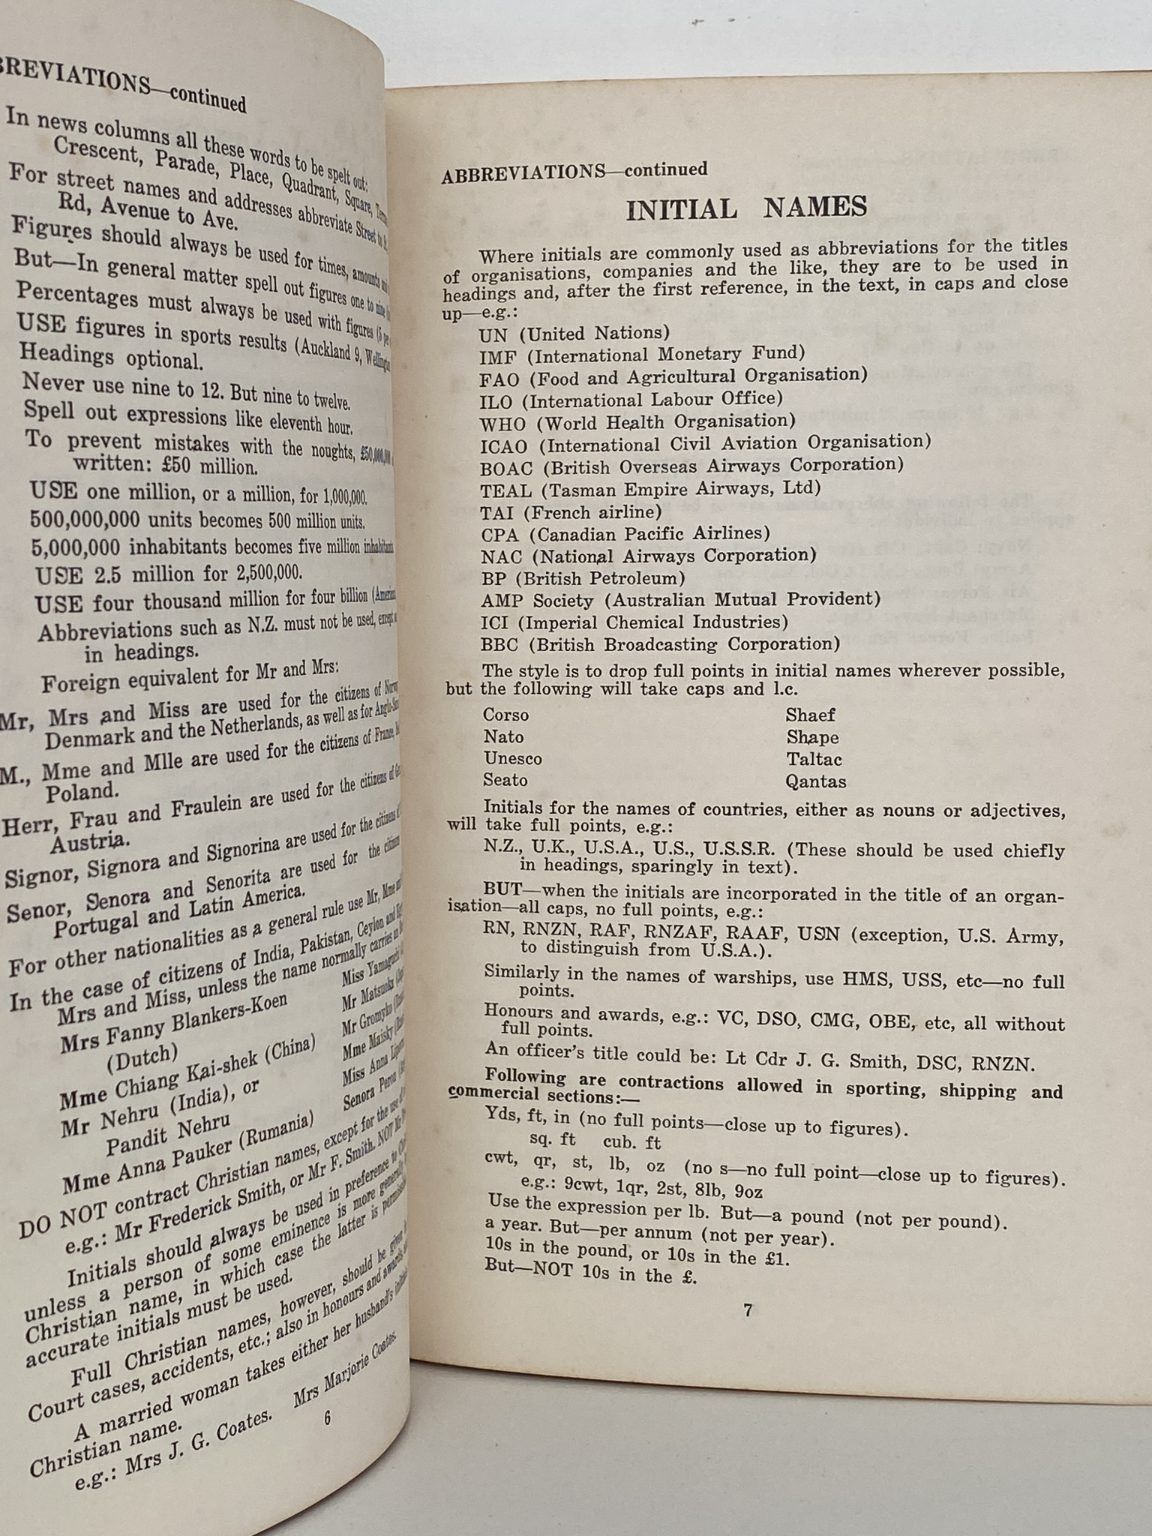 ABBREVIATIONS—continued
In news columns all these words to be spelt out:
Crescent, Parade, Place, Quadrant, Square,
For street names and addresses abbreviate Street to
Rd, Avenue to Ave.
Figures should always be used for times, amounts
But—In general matter spell out figures one to nine
Percentages must always be used with figures (5
USE figures in sports results (Auckland 9, Wellington
Headings optional.
Never use nine to 12. But nine to twelve.
Spell out expressions like eleventh hour.
To prevent mistakes with the noughts,
written: £50 million.
USE one million, or a million, for 1,000,000.
500,000,000 units becomes 500 million units.
5,000,000 inhabitants becomes five million inhabitants
USE 2.5 million for 2,500,000.
USE four thousand million for four billion
Abbreviations such as N.Z. must not be used, except
in headings.
Foreign equivalent for Mr and Mrs:
Mr, Mrs and Miss are used for the citizens of
Denmark and the Netherlands, as well as for
M., Mme and Mlle are used for the citizens of France,
Poland.
Herr, Frau and Fraulein are used for the citizens of
Austria.
Signor, Signora and Signorina are used for the citizens
Senor, Senora and Senorita are used for the
Portugal and Latin America.
For other nationalities as a general rule use Mr, Mme
In the case of citizens of India, Pakistan, Ceylon and
Mrs and Miss, unless the name normally carries
Mrs Fanny Blankers-Koen
(Dutch)
Mme Chiang Kai-shek (China)
Mr Nehru (India), or
Pandit Nehru
Mme Anna Pauker (Rumania)
Miss
Mr
Mr Gromyko
Mme Maisky
Miss Anna
Senora Peron
DO NOT contract Christian names, except for the use of
e.g.: Mr Frederick Smith, or Mr F. Smith. NOT
Initials should always be used in preference to
unless a person of some eminence is more generally
Christian name, in which case the latter is
accurate initials must be used.
Full Christian names, however, should be given
Court cases, accidents, etc.; also in honours and awards
A married woman takes either her husband's
Christian name.
e.g.: Mrs J. G. Coates. Mrs Marjorie Coates.
6
ABBREVIATIONS—continued
INITIAL NAMES
Where initials are commonly used as abbreviations for the titles
of organisations, companies and the like, they are to be used in
headings and, after the first reference, in the text, in caps and close
up—e.g.:
UN (United Nations)
IMF (International Monetary Fund)
FAO (Food and Agricultural Organisation)
ILO (International Labour Office)
WHO (World Health Organisation)
ICAO (International Civil Aviation Organisation)
BOAC (British Overseas Airways Corporation)
TEAL (Tasman Empire Airways, Ltd)
TAI (French airline)
CPA (Canadian Pacific Airlines)
NAC (National Airways Corporation)
BP (British Petroleum)
AMP Society (Australian Mutual Provident)
ICI (Imperial Chemical Industries)
BBC (British Broadcasting Corporation)
The style is to drop full points in initial names wherever possible,
but the following will take caps and l.c.
Corso Shaef
Nato Shape
Unesco Taltac
Seato Qantas
Initials for the names of countries, either as nouns or adjectives,
will take full points, e.g.:
N.Z., U.K., U.S.A., U.S., U.S.S.R. (These should be used chiefly
in headings, sparingly in text).
BUT—when the initials are incorporated in the title of an organ-
isation—all caps, no full points, e.g.:
RN, RNZN, RAF, RNZAF, RAAF, USN (exception, U.S. Army,
to distinguish from U.S.A.).
Similarly in the names of warships, use HMS, USS, etc—no full
points.
Honours and awards, e.g.: VC, DSO, CMG, OBE, etc, all without
full points.
An officer's title could be: Lt Cdr J. G. Smith, DSC, RNZN.
Following are contractions allowed in sporting, shipping and
commercial sections:—
Yds, ft, in (no full points—close up to figures).
sq. ft cub. ft
cwt, qr, st, lb, oz (no s—no full point—close up to figures).
e.g.: 9cwt, 1qr, 2st, 8lb, 9oz
Use the expression per lb. But—a pound (not per pound).
a year. But—per annum (not per year).
10s in the pound, or 10s in the £1.
But—NOT 10s in the £.
7